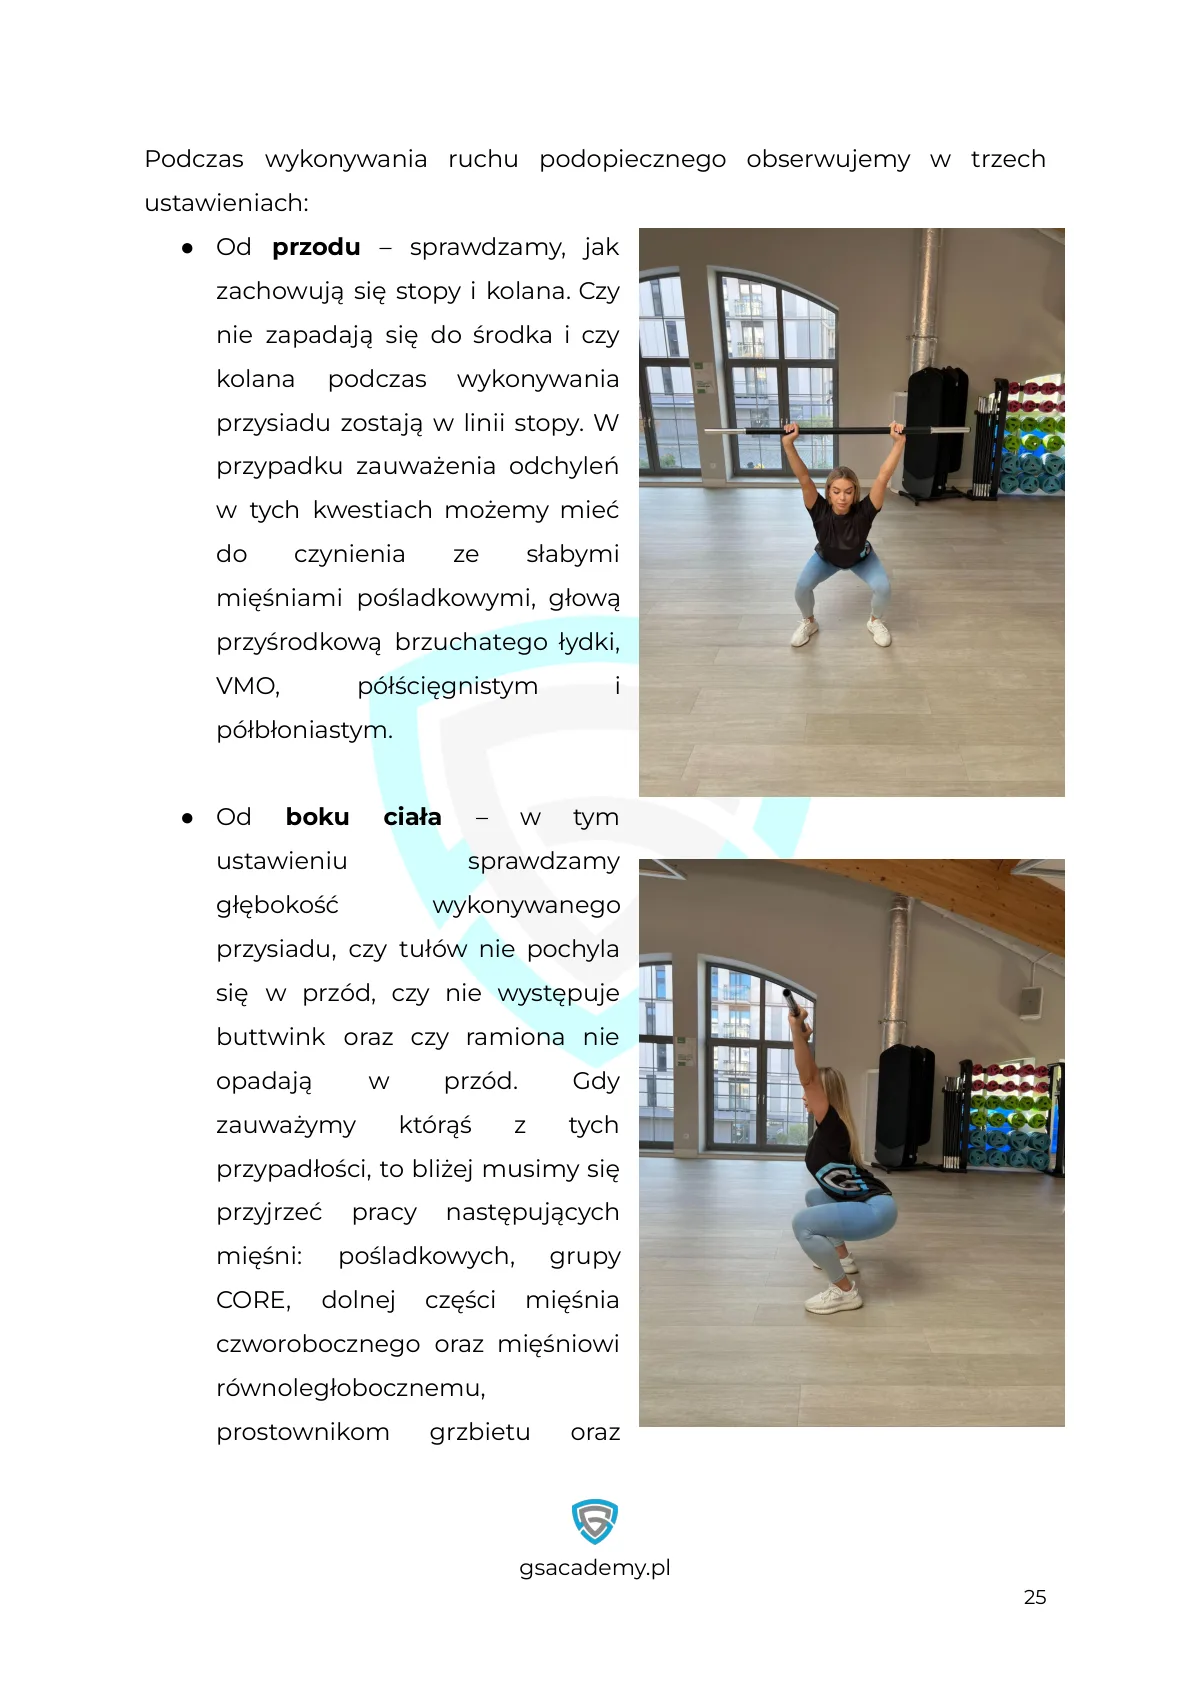 Podczas wykonywania ruchu podopiecznego obserwujemy w trzech
ustawieniach:
● Od przodu – sprawdzamy, jak
zachowują się stopy i kolana. Czy
nie zapadają się do środka i czy
kolana podczas wykonywania
przysiadu zostają w linii stopy. W
przypadku zauważenia odchyleń
w tych kwestiach możemy mieć
do czynienia ze słabymi
mięśniami pośladkowymi, głową
przyśrodkową brzuchatego łydki,
VMO, półścięgnistym i
półbłoniastym.
● Od boku ciała – w tym
ustawieniu sprawdzamy
głębokość wykonywanego
przysiadu, czy tułów nie pochyla
się w przód, czy nie występuje
buttwink oraz czy ramiona nie
opadają w przód. Gdy
zauważymy którąś z tych
przypadłości, to bliżej musimy się
przyjrzeć pracy następujących
mięśni: pośladkowych, grupy
CORE, dolnej części mięśnia
czworobocznego oraz mięśniowi
równoległobocznemu,
prostownikom grzbietu oraz
gsacademy.pl
25